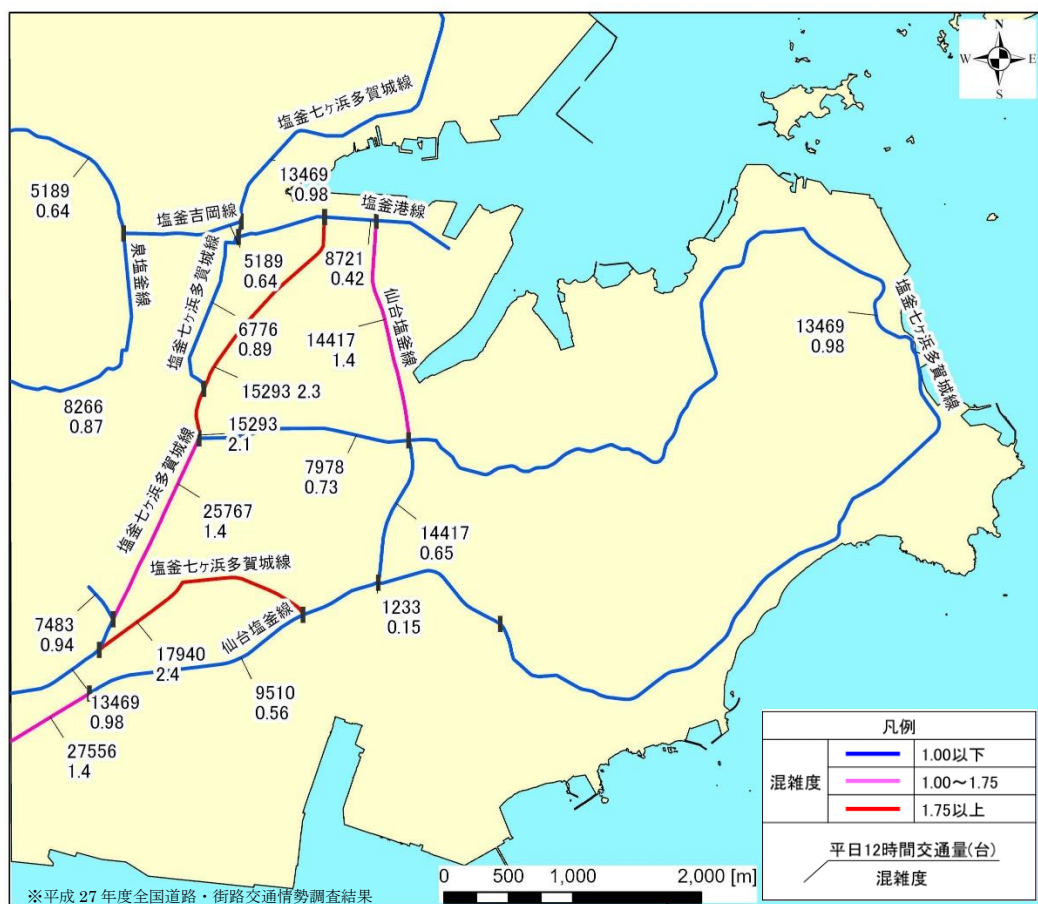 N
W
E
S
塩釜七ヶ浜多賀城線
5189
0.64
13469
0.98
塩釜吉岡線
塩釜港線
泉塩釜線
塩釜七ヶ浜多賀城線
5189
0.64
8721
0.42
仙台塩釜線
6776
0.89
14417
1.4
塩釜七ヶ浜多賀城線
13469
0.98
15293 2.3
8266
0.87
15293
2.1
7978
0.73
塩釜七ヶ浜多賀城線
25767
1.4
14417
0.65
塩釜七ヶ浜多賀城線
7483
0.94
仙台塩釜線
1233
0.15
17940
2.4
9510
0.56
13469
0.98
27556
1.4
凡例
混雑度
1.00以下
1.00～1.75
1.75以上
平日12時間交通量(台)
混雑度
0 500 1,000 2,000 [m]
※平成 27 年度全国道路・街路交通情勢調査結果